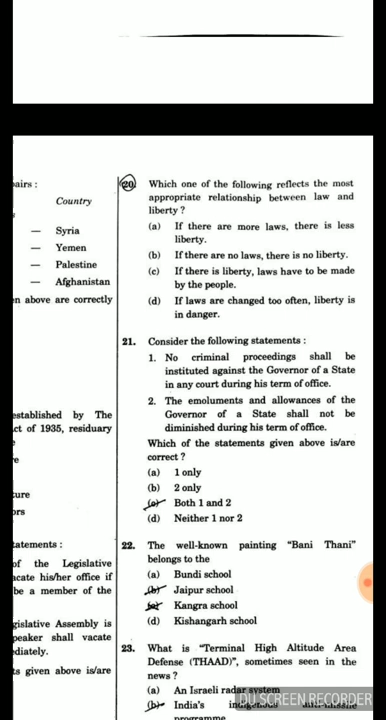 airs :
Country
— Syria
— Yemen
— Palestine
— Afghanistan
n above are correctly
established by The
ct of 1935, residuary
e
ure
ors
tatements :
of the Legislative
acate his/her office if
be a member of the
gislative Assembly is
peaker shall vacate
diately.
ts given above is/are
20. Which one of the following reflects the most
appropriate relationship between law and
liberty ?
(a) If there are more laws, there is less
liberty.
(b) If there are no laws, there is no liberty.
(c) If there is liberty, laws have to be made
by the people.
(d) If laws are changed too often, liberty is
in danger.
21. Consider the following statements :
1. No criminal proceedings shall be
instituted against the Governor of a State
in any court during his term of office.
2. The emoluments and allowances of the
Governor of a State shall not be
diminished during his term of office.
Which of the statements given above is/are
correct ?
(a) 1 only
(b) 2 only
(c) Both 1 and 2
(d) Neither 1 nor 2
22. The well-known painting "Bani Thani"
belongs to the
(a) Bundi school
(b) Jaipur school
(c) Kangra school
(d) Kishangarh school
23. What is "Terminal High Altitude Area
Defense (THAAD)", sometimes seen in the
news ?
(a) An Israeli radar system
(b) India's indigenous anti-missile
programme
DU SCREEN RECORDER